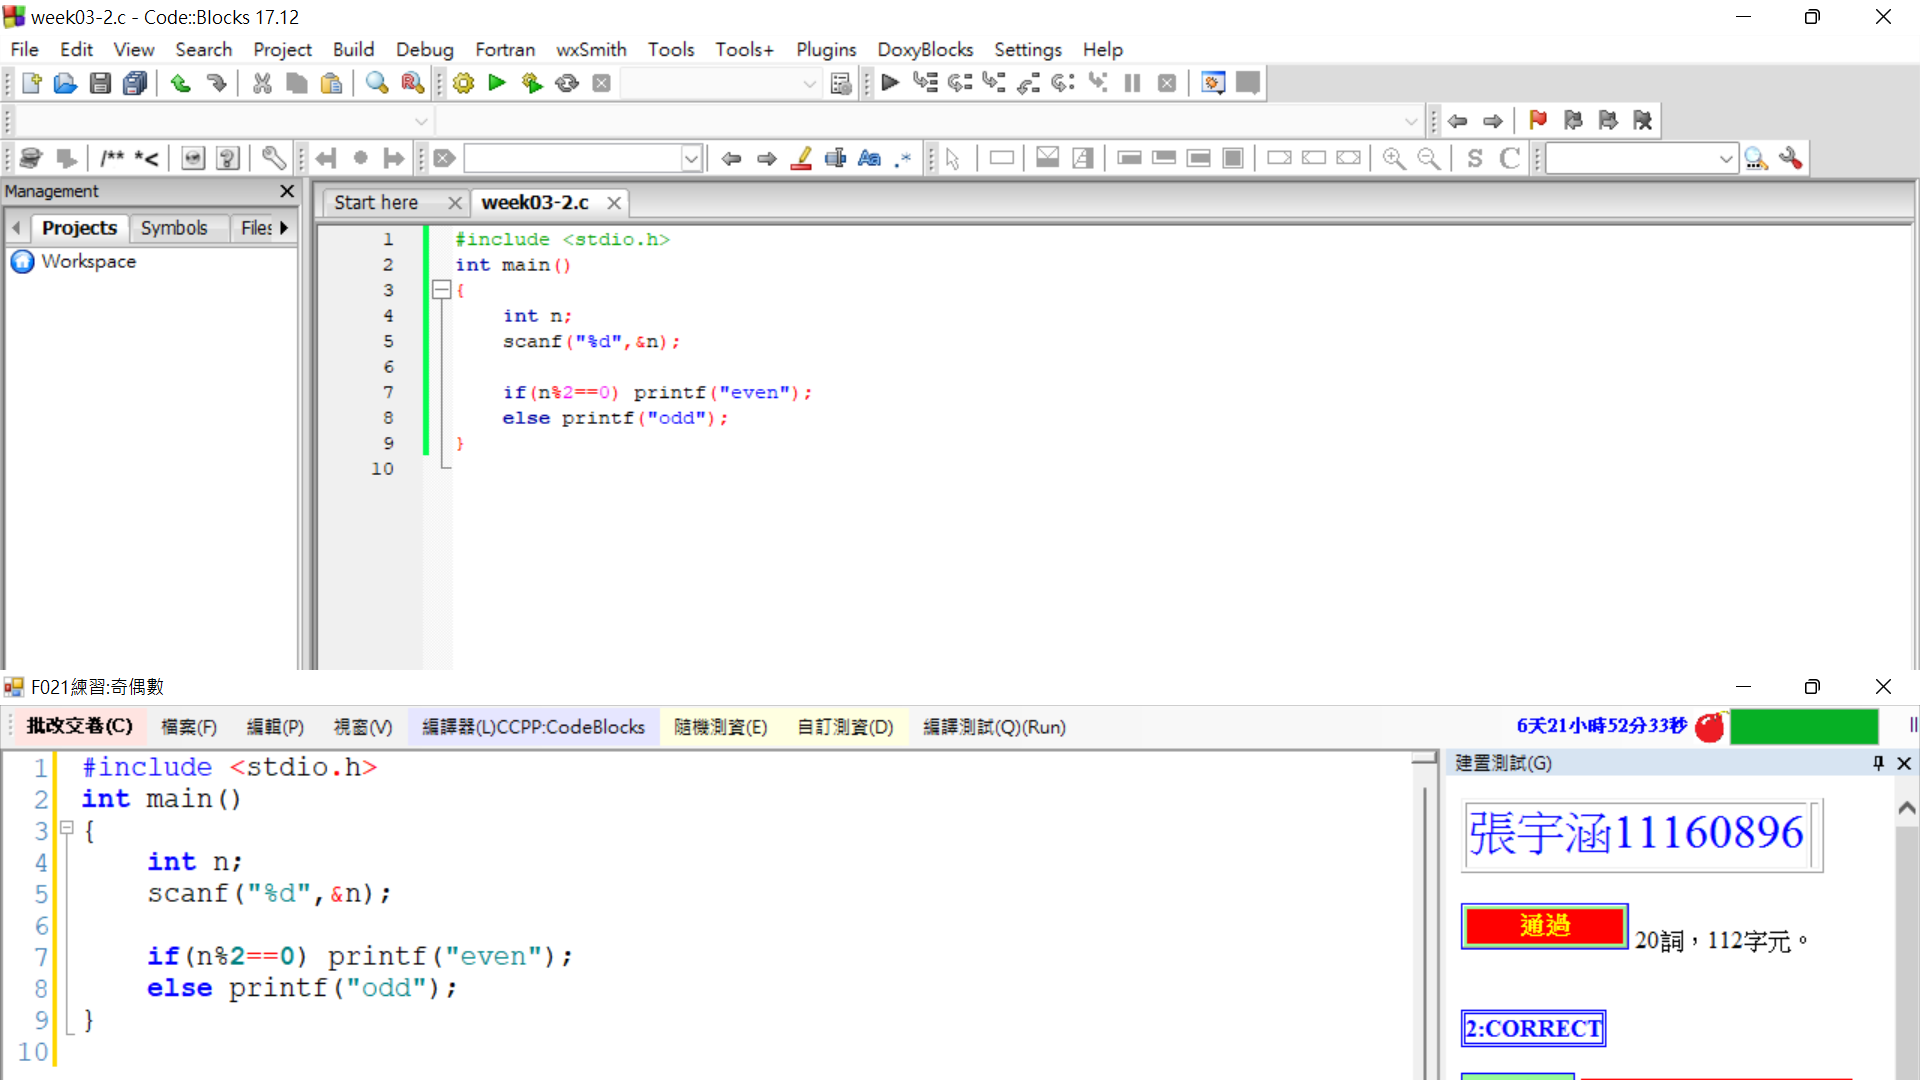 week03-2.c - Code::Blocks 17.12
File Edit View Search Project Build Debug Fortran wxSmith Tools Tools+ Plugins DoxyBlocks Settings Help
/** *<
Aa .*
S C
Management
Projects Symbols Files
Workspace
Start here week03-2.c
1 #include <stdio.h>
2 int main()
3 {
4 int n;
5 scanf("%d",&n);
6
7 if(n%2==0) printf("even");
8 else printf("odd");
9 }
10
F021練習:奇偶數
批改交卷(C) 檔案(F) 編輯(P) 視窗(V) 編譯器(L)CCPP:CodeBlocks 隨機測資(E) 自訂測資(D) 編譯測試(Q)(Run) 6天21小時52分33秒
1 #include <stdio.h>
2 int main()
3 {
4 int n;
5 scanf("%d",&n);
6
7 if(n%2==0) printf("even");
8 else printf("odd");
9 }
10
建置測試(G)
張宇涵11160896
通過 20詞，112字元。
2:CORRECT